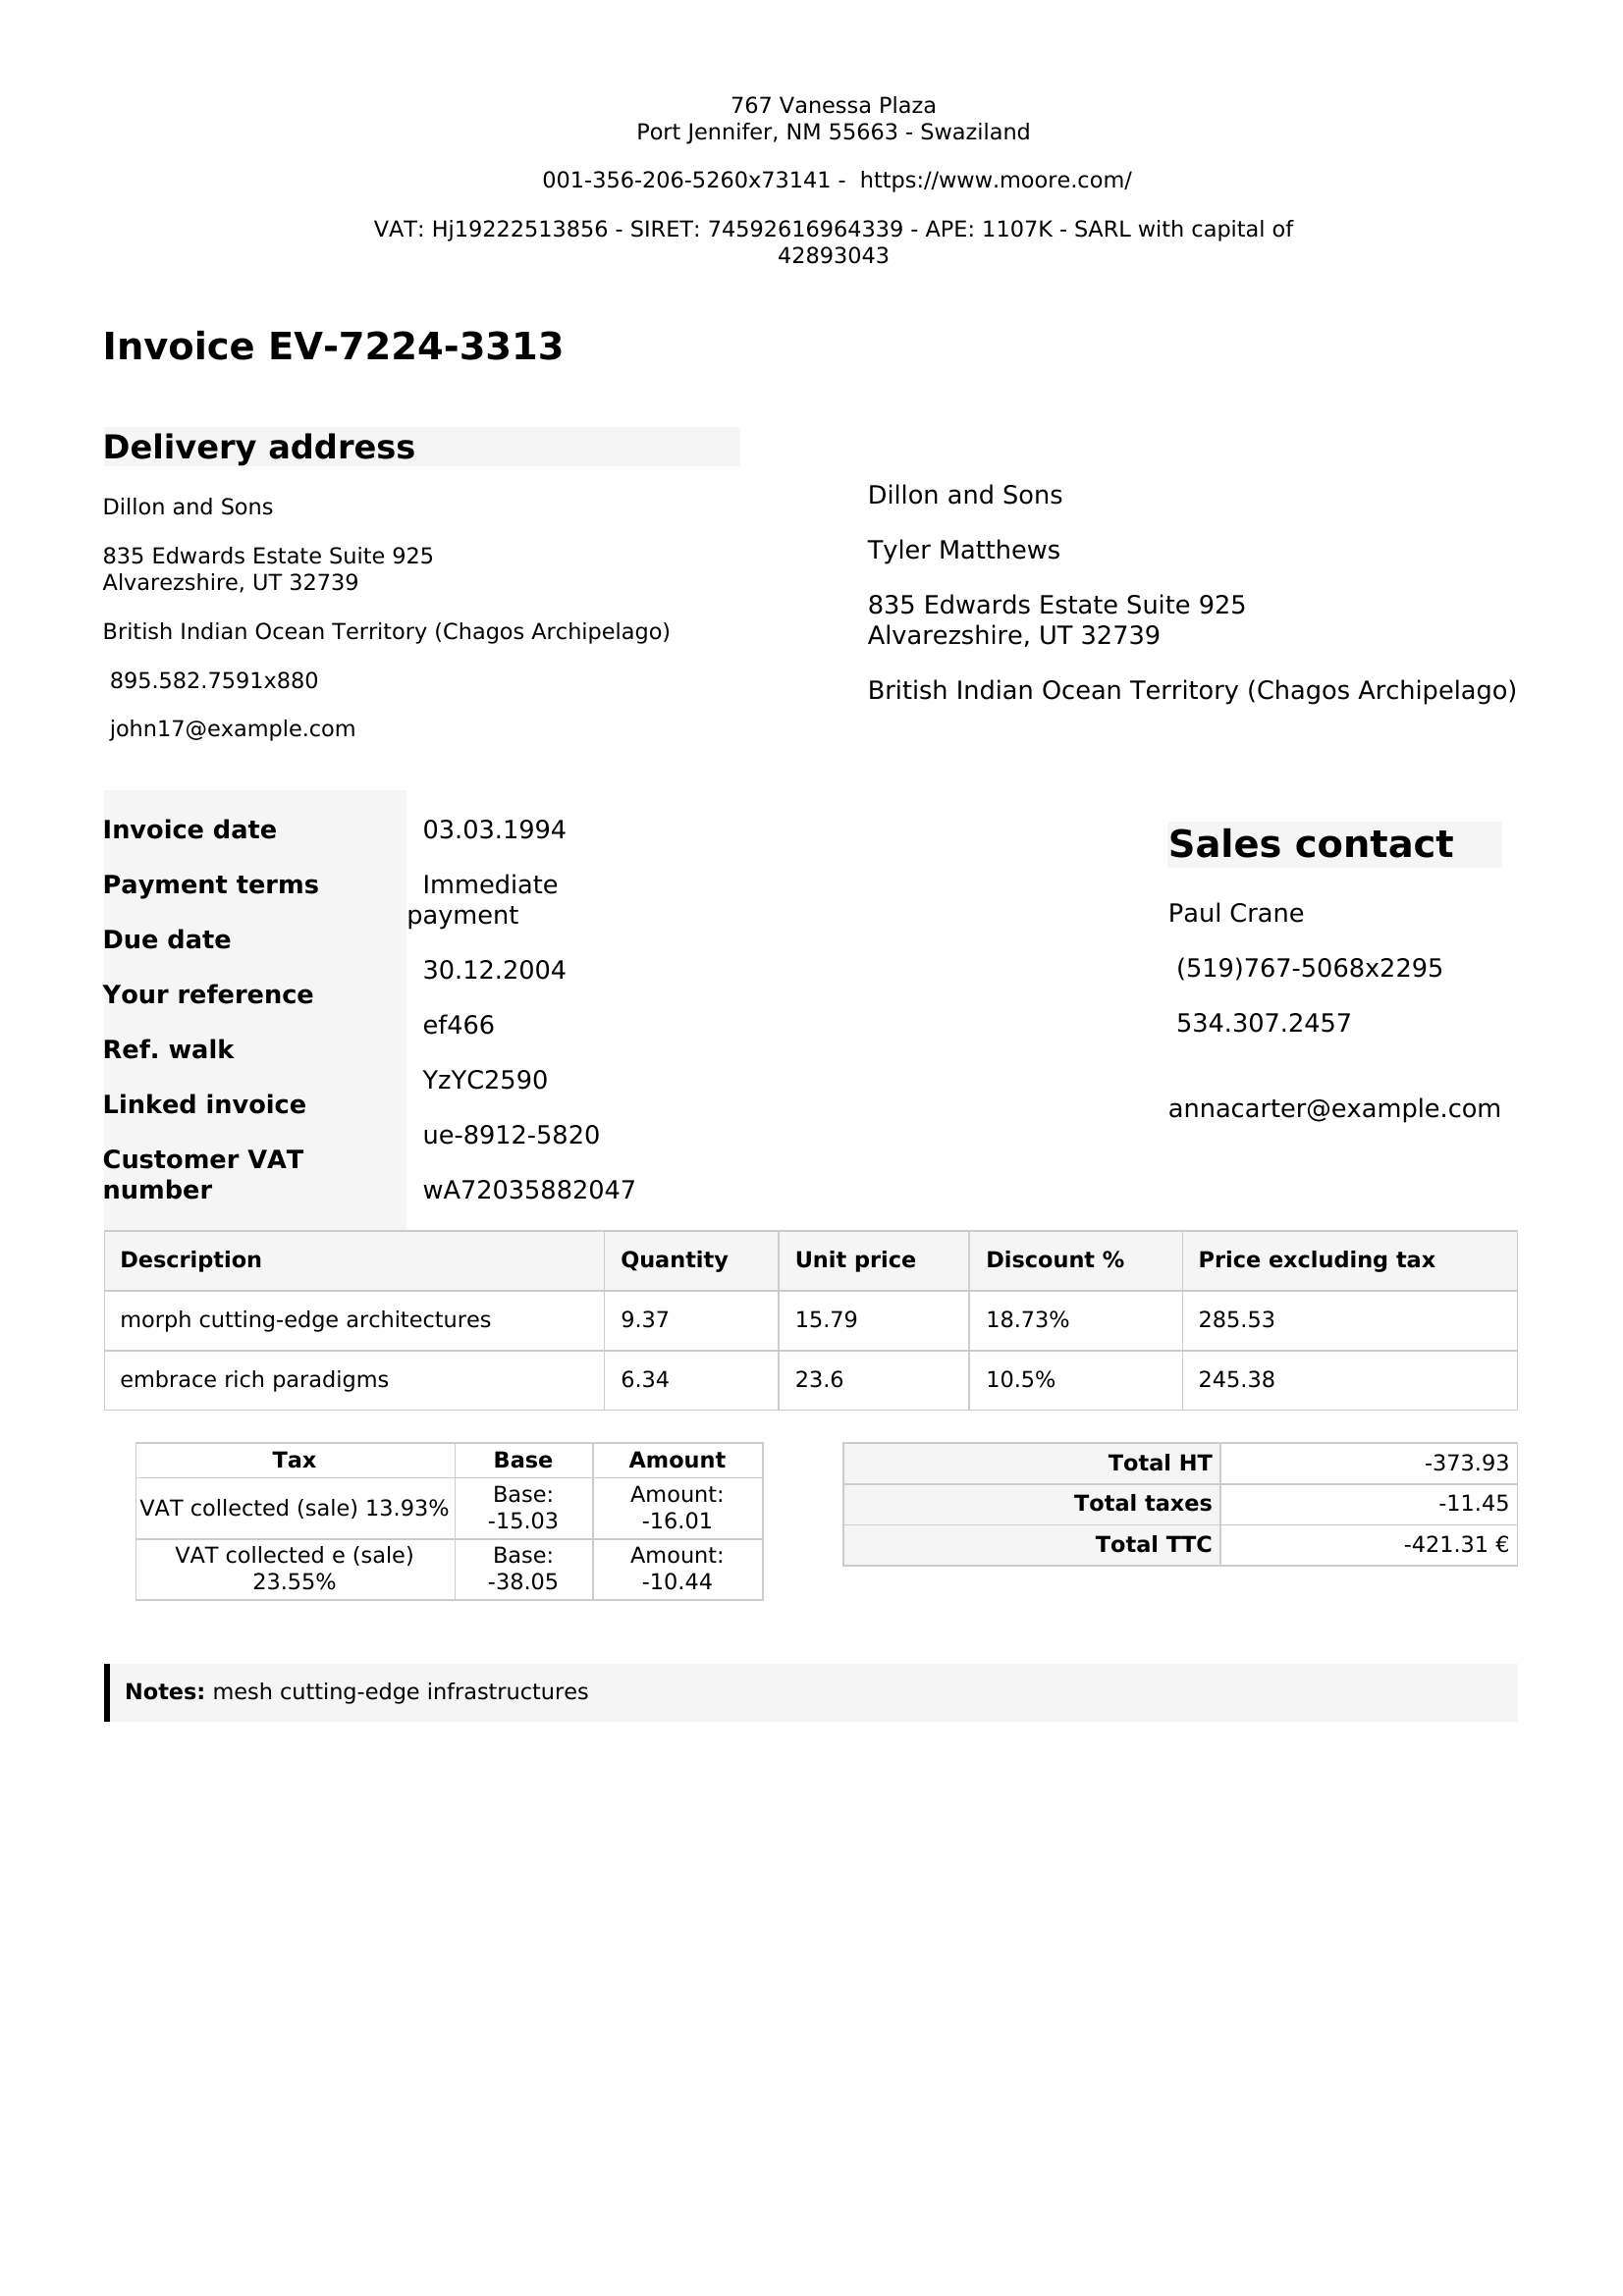 767 Vanessa Plaza
Port Jennifer, NM 55663 - Swaziland
001-356-206-5260x73141 - https://www.moore.com/
VAT: Hj19222513856 - SIRET: 74592616964339 - APE: 1107K - SARL with capital of
42893043
Invoice EV-7224-3313
Delivery address
Dillon and Sons
835 Edwards Estate Suite 925
Alvarezshire, UT 32739
British Indian Ocean Territory (Chagos Archipelago)
895.582.7591x880
john17@example.com
Dillon and Sons
Tyler Matthews
835 Edwards Estate Suite 925
Alvarezshire, UT 32739
British Indian Ocean Territory (Chagos Archipelago)
Invoice date
Payment terms
Due date
Your reference
Ref. walk
Linked invoice
Customer VAT
number
03.03.1994
Immediate
payment
30.12.2004
ef466
YzYC2590
ue-8912-5820
wA72035882047
Sales contact
Paul Crane
(519)767-5068x2295
534.307.2457
annacarter@example.com
Description Quantity Unit price Discount % Price excluding tax
morph cutting-edge architectures 9.37 15.79 18.73% 285.53
embrace rich paradigms 6.34 23.6 10.5% 245.38
Tax Base Amount
VAT collected (sale) 13.93% Base: -15.03 Amount: -16.01
VAT collected e (sale) 23.55% Base: -38.05 Amount: -10.44
Total HT -373.93
Total taxes -11.45
Total TTC -421.31 €
Notes: mesh cutting-edge infrastructures